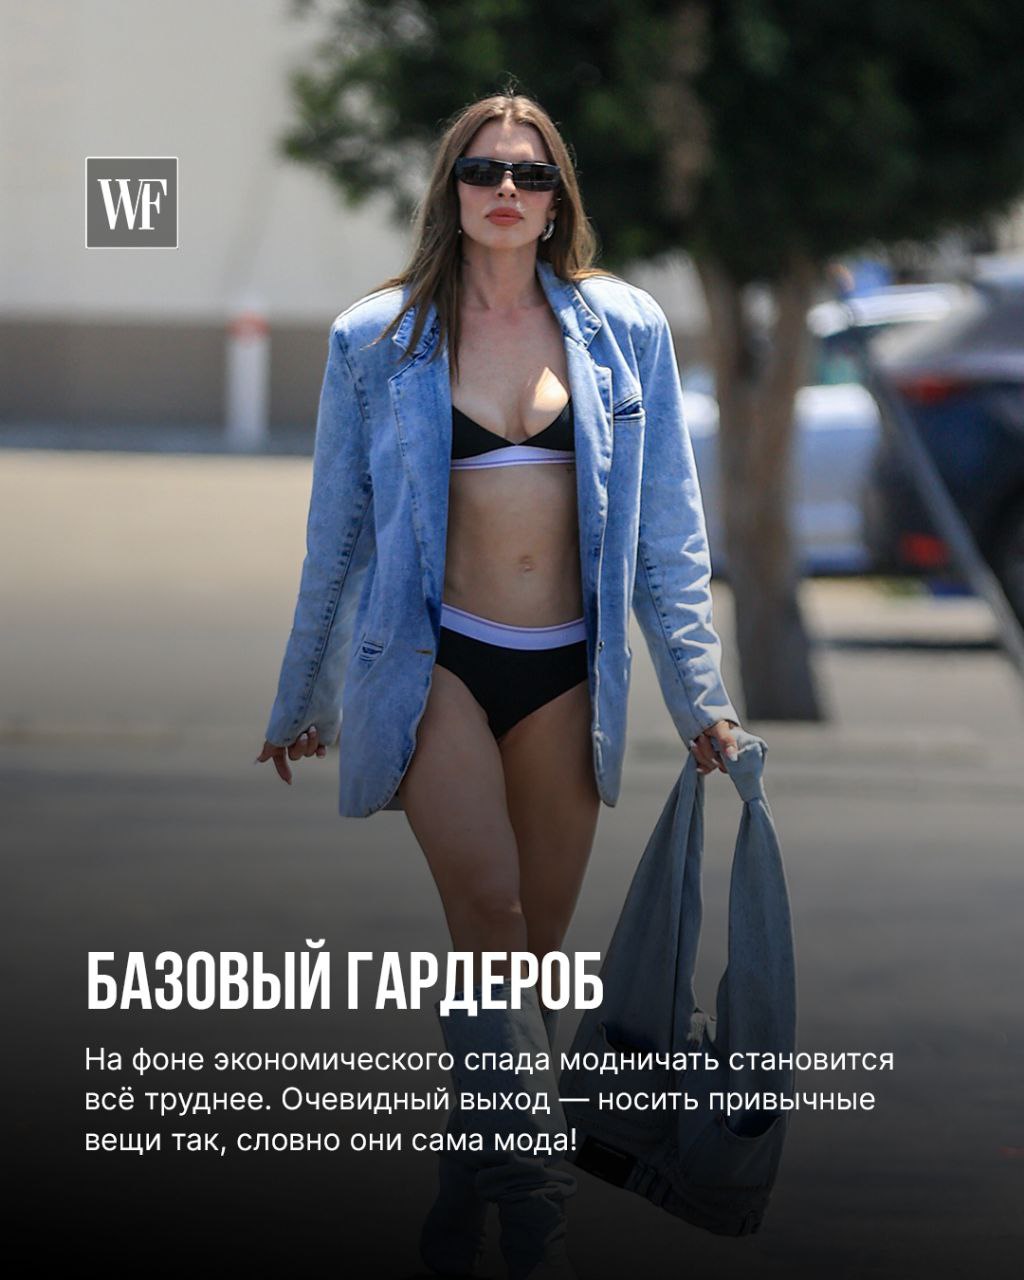 WF
БАЗОВЫЙ ГАРДЕРОБ
На фоне экономического спада модничать становится
всё труднее. Очевидный выход — носить привычные
вещи так, словно они сама мода!